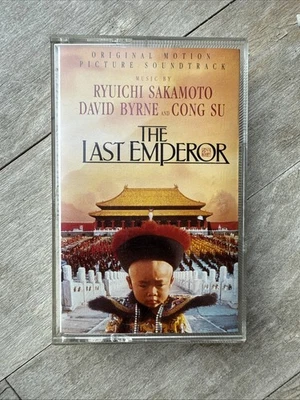 ORIGINAL MOTION
PICTURE SOUNDTRACK
MUSIC BY
RYUICHI SAKAMOTO
DAVID BYRNE AND CONG SU
THE
LAST EMPEROR